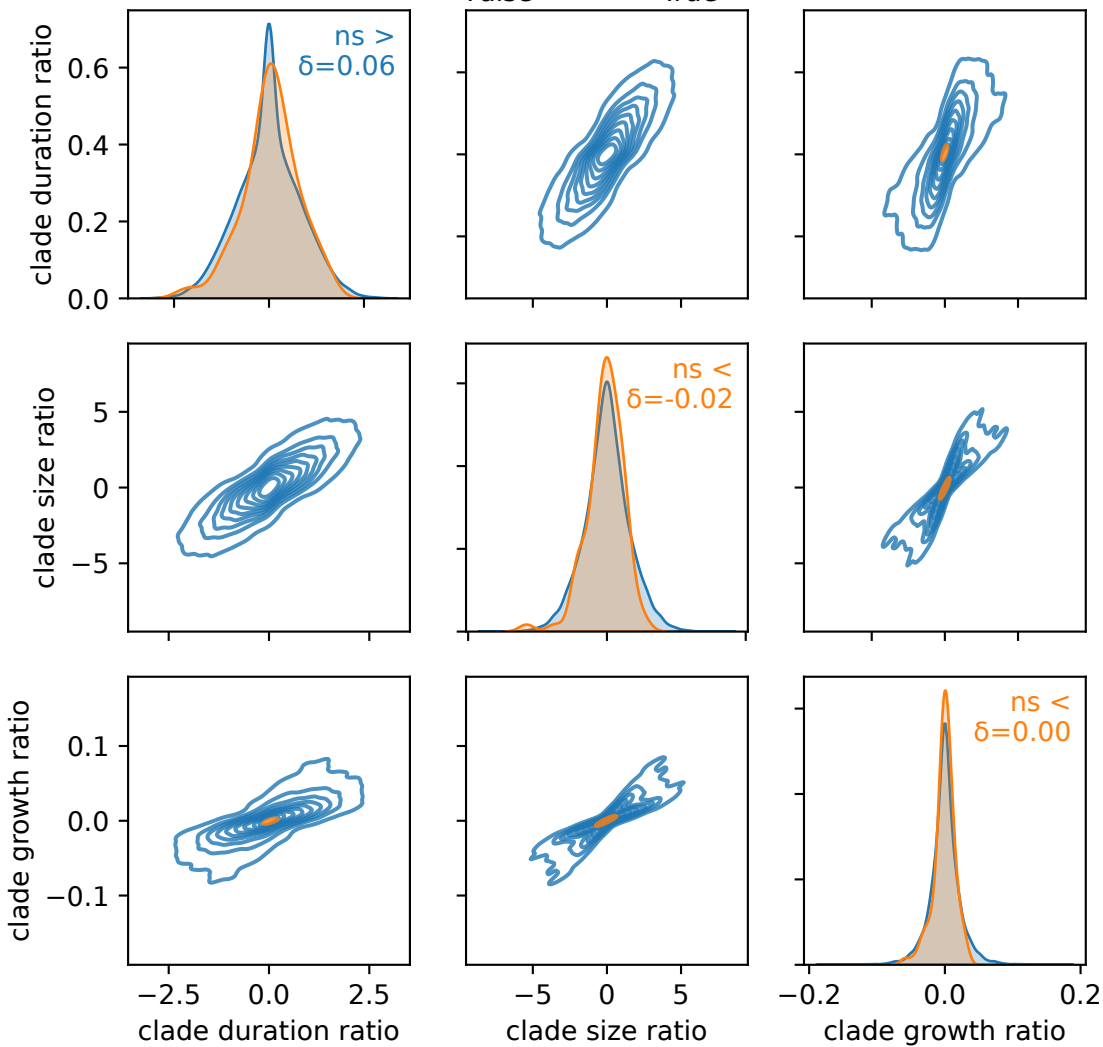 clade duration ratio
0.6
0.4
0.2
0.0
ns >
δ=0.06
clade size ratio
5
0
−5
ns <
δ=-0.02
clade growth ratio
0.1
0.0
−0.1
ns <
δ=0.00
−2.5
0.0
2.5
−5
0
5
−0.2
0.0
0.2
clade duration ratio
clade size ratio
clade growth ratio